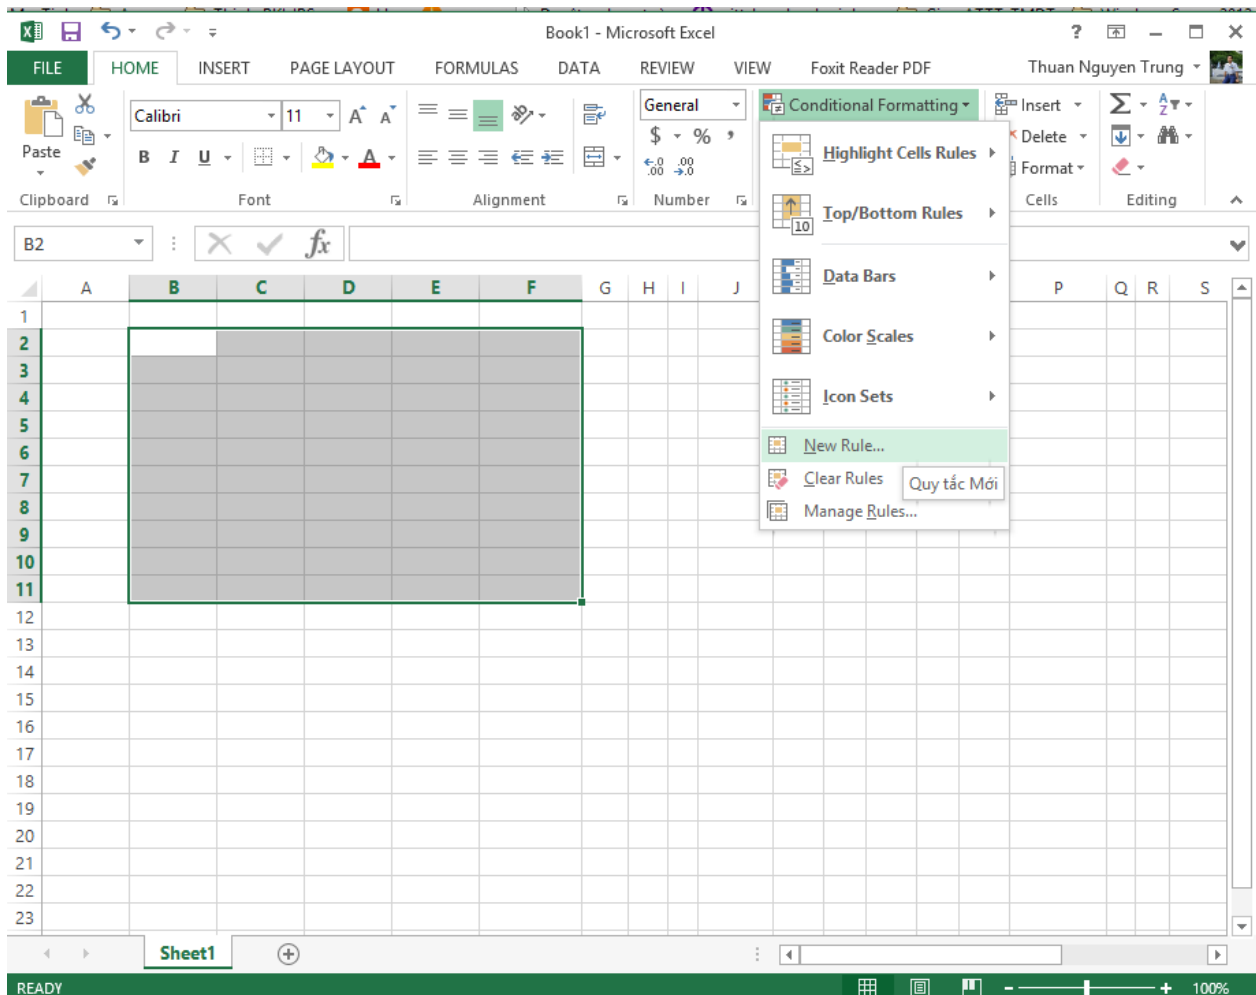 Book1 - Microsoft Excel
?
FILE HOME INSERT PAGE LAYOUT FORMULAS DATA REVIEW VIEW Foxit Reader PDF Thuan Nguyen Trung
Calibri 11 General Conditional Formatting Insert
Paste B I U A $ % , Delete
Format
Clipboard Font Alignment Number Cells Editing
Highlight Cells Rules
Top/Bottom Rules
Data Bars
Color Scales
Icon Sets
New Rule...
Clear Rules
Quy tắc Mới
Manage Rules...
B2 fx
A B C D E F G H I J P Q R S
1
2
3
4
5
6
7
8
9
10
11
12
13
14
15
16
17
18
19
20
21
22
23
Sheet1
READY 100%